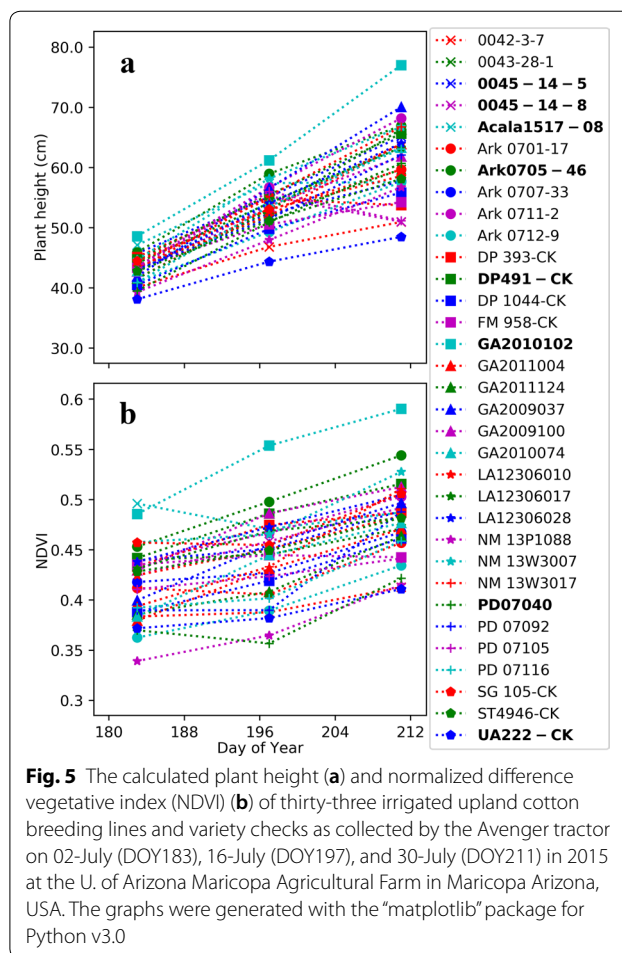 80.0
70.0
60.0
50.0
40.0
30.0
Plant height (cm)
a
0.6
0.55
0.5
0.45
0.4
0.35
0.3
NDVI
b
180 188 196 204 212
Day of Year
0042-3-7
0043-28-1
0045 − 14 − 5
0045 − 14 − 8
Acala1517 − 08
Ark 0701-17
Ark0705 − 46
Ark 0707-33
Ark 0711-2
Ark 0712-9
DP 393-CK
DP491 − CK
DP 1044-CK
FM 958-CK
GA2010102
GA2011004
GA2011124
GA2009037
GA2009100
GA2010074
LA12306010
LA12306017
LA12306028
NM 13P1088
NM 13W3007
NM 13W3017
PD07040
PD 07092
PD 07105
PD 07116
SG 105-CK
ST4946-CK
UA222 − CK
Fig. 5 The calculated plant height (a) and normalized difference
vegetative index (NDVI) (b) of thirty-three irrigated upland cotton
breeding lines and variety checks as collected by the Avenger tractor
on 02-July (DOY183), 16-July (DOY197), and 30-July (DOY211) in 2015
at the U. of Arizona Maricopa Agricultural Farm in Maricopa Arizona,
USA. The graphs were generated with the “matplotlib” package for
Python v3.0